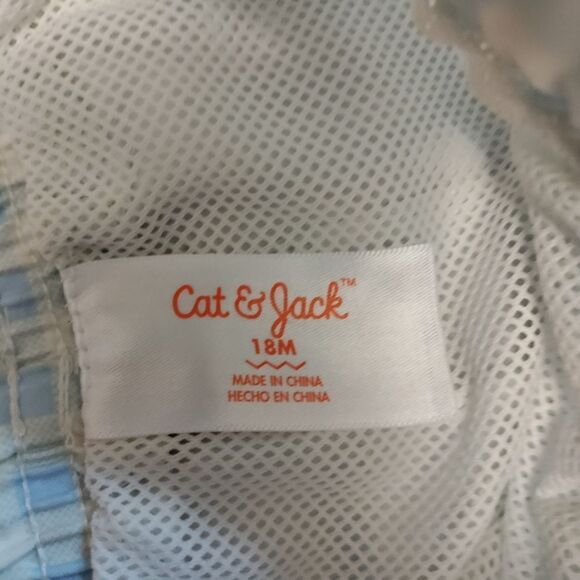 Cat & Jack™
18M
MADE IN CHINA
HECHO EN CHINA